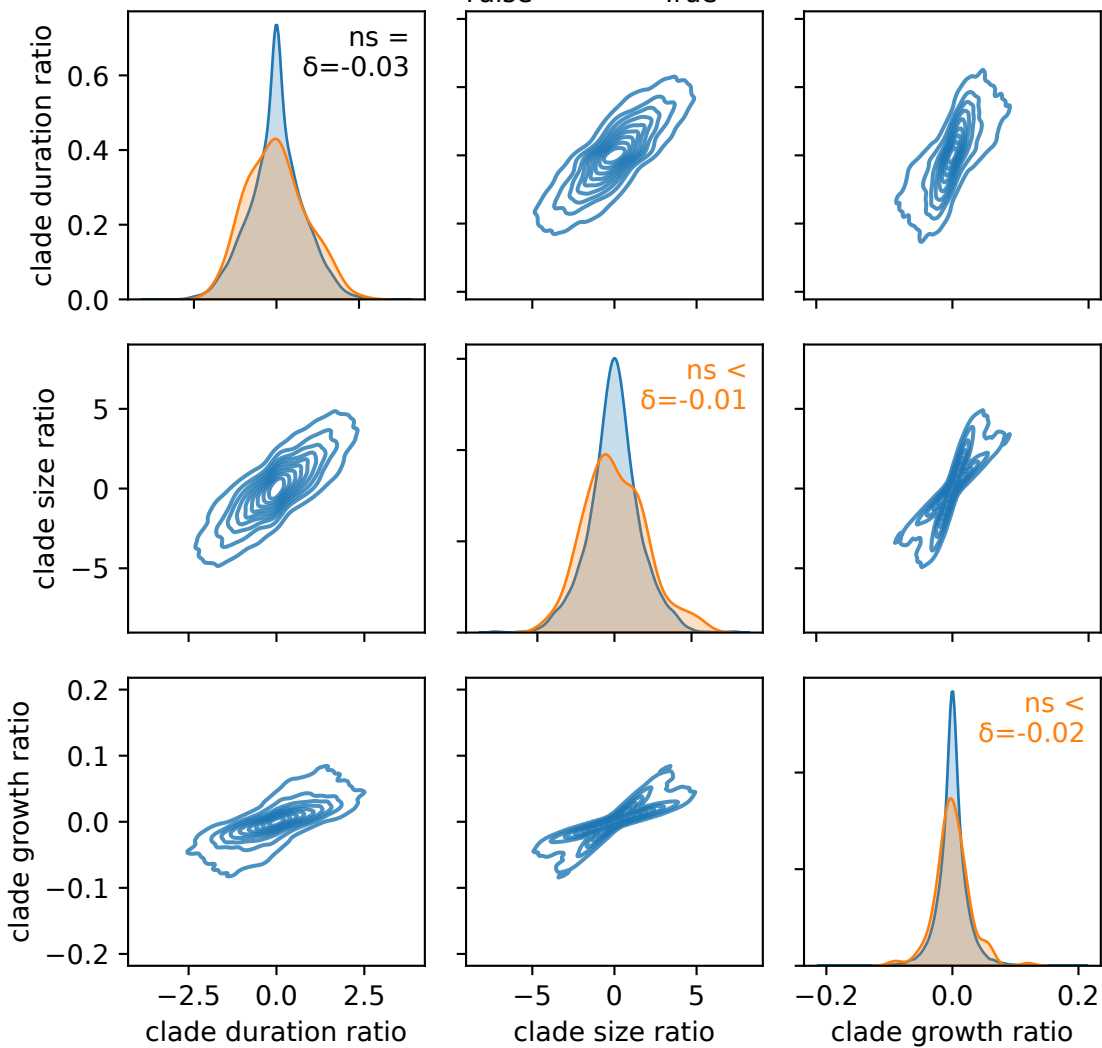 ns =
δ=-0.03
clade duration ratio
0.6
0.4
0.2
0.0
ns <
δ=-0.01
clade size ratio
5
0
−5
ns <
δ=-0.02
clade growth ratio
0.2
0.1
0.0
−0.1
−0.2
−2.5 0.0 2.5
−5 0 5
−0.2 0.0 0.2
clade duration ratio
clade size ratio
clade growth ratio